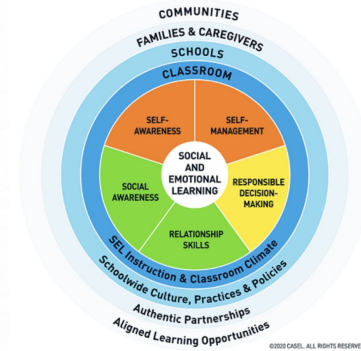 COMMUNITIES
FAMILIES & CAREGIVERS
SCHOOLS
CLASSROOM
SELF-
AWARENESS
SELF-
MANAGEMENT
SOCIAL
AND
EMOTIONAL
LEARNING
SOCIAL
AWARENESS
RESPONSIBLE
DECISION-
MAKING
RELATIONSHIP
SKILLS
SEL Instruction & Classroom Climate
Schoolwide Culture, Practices & Policies
Authentic Partnerships
Aligned Learning Opportunities
©2020 CASEL. ALL RIGHTS RESERVE